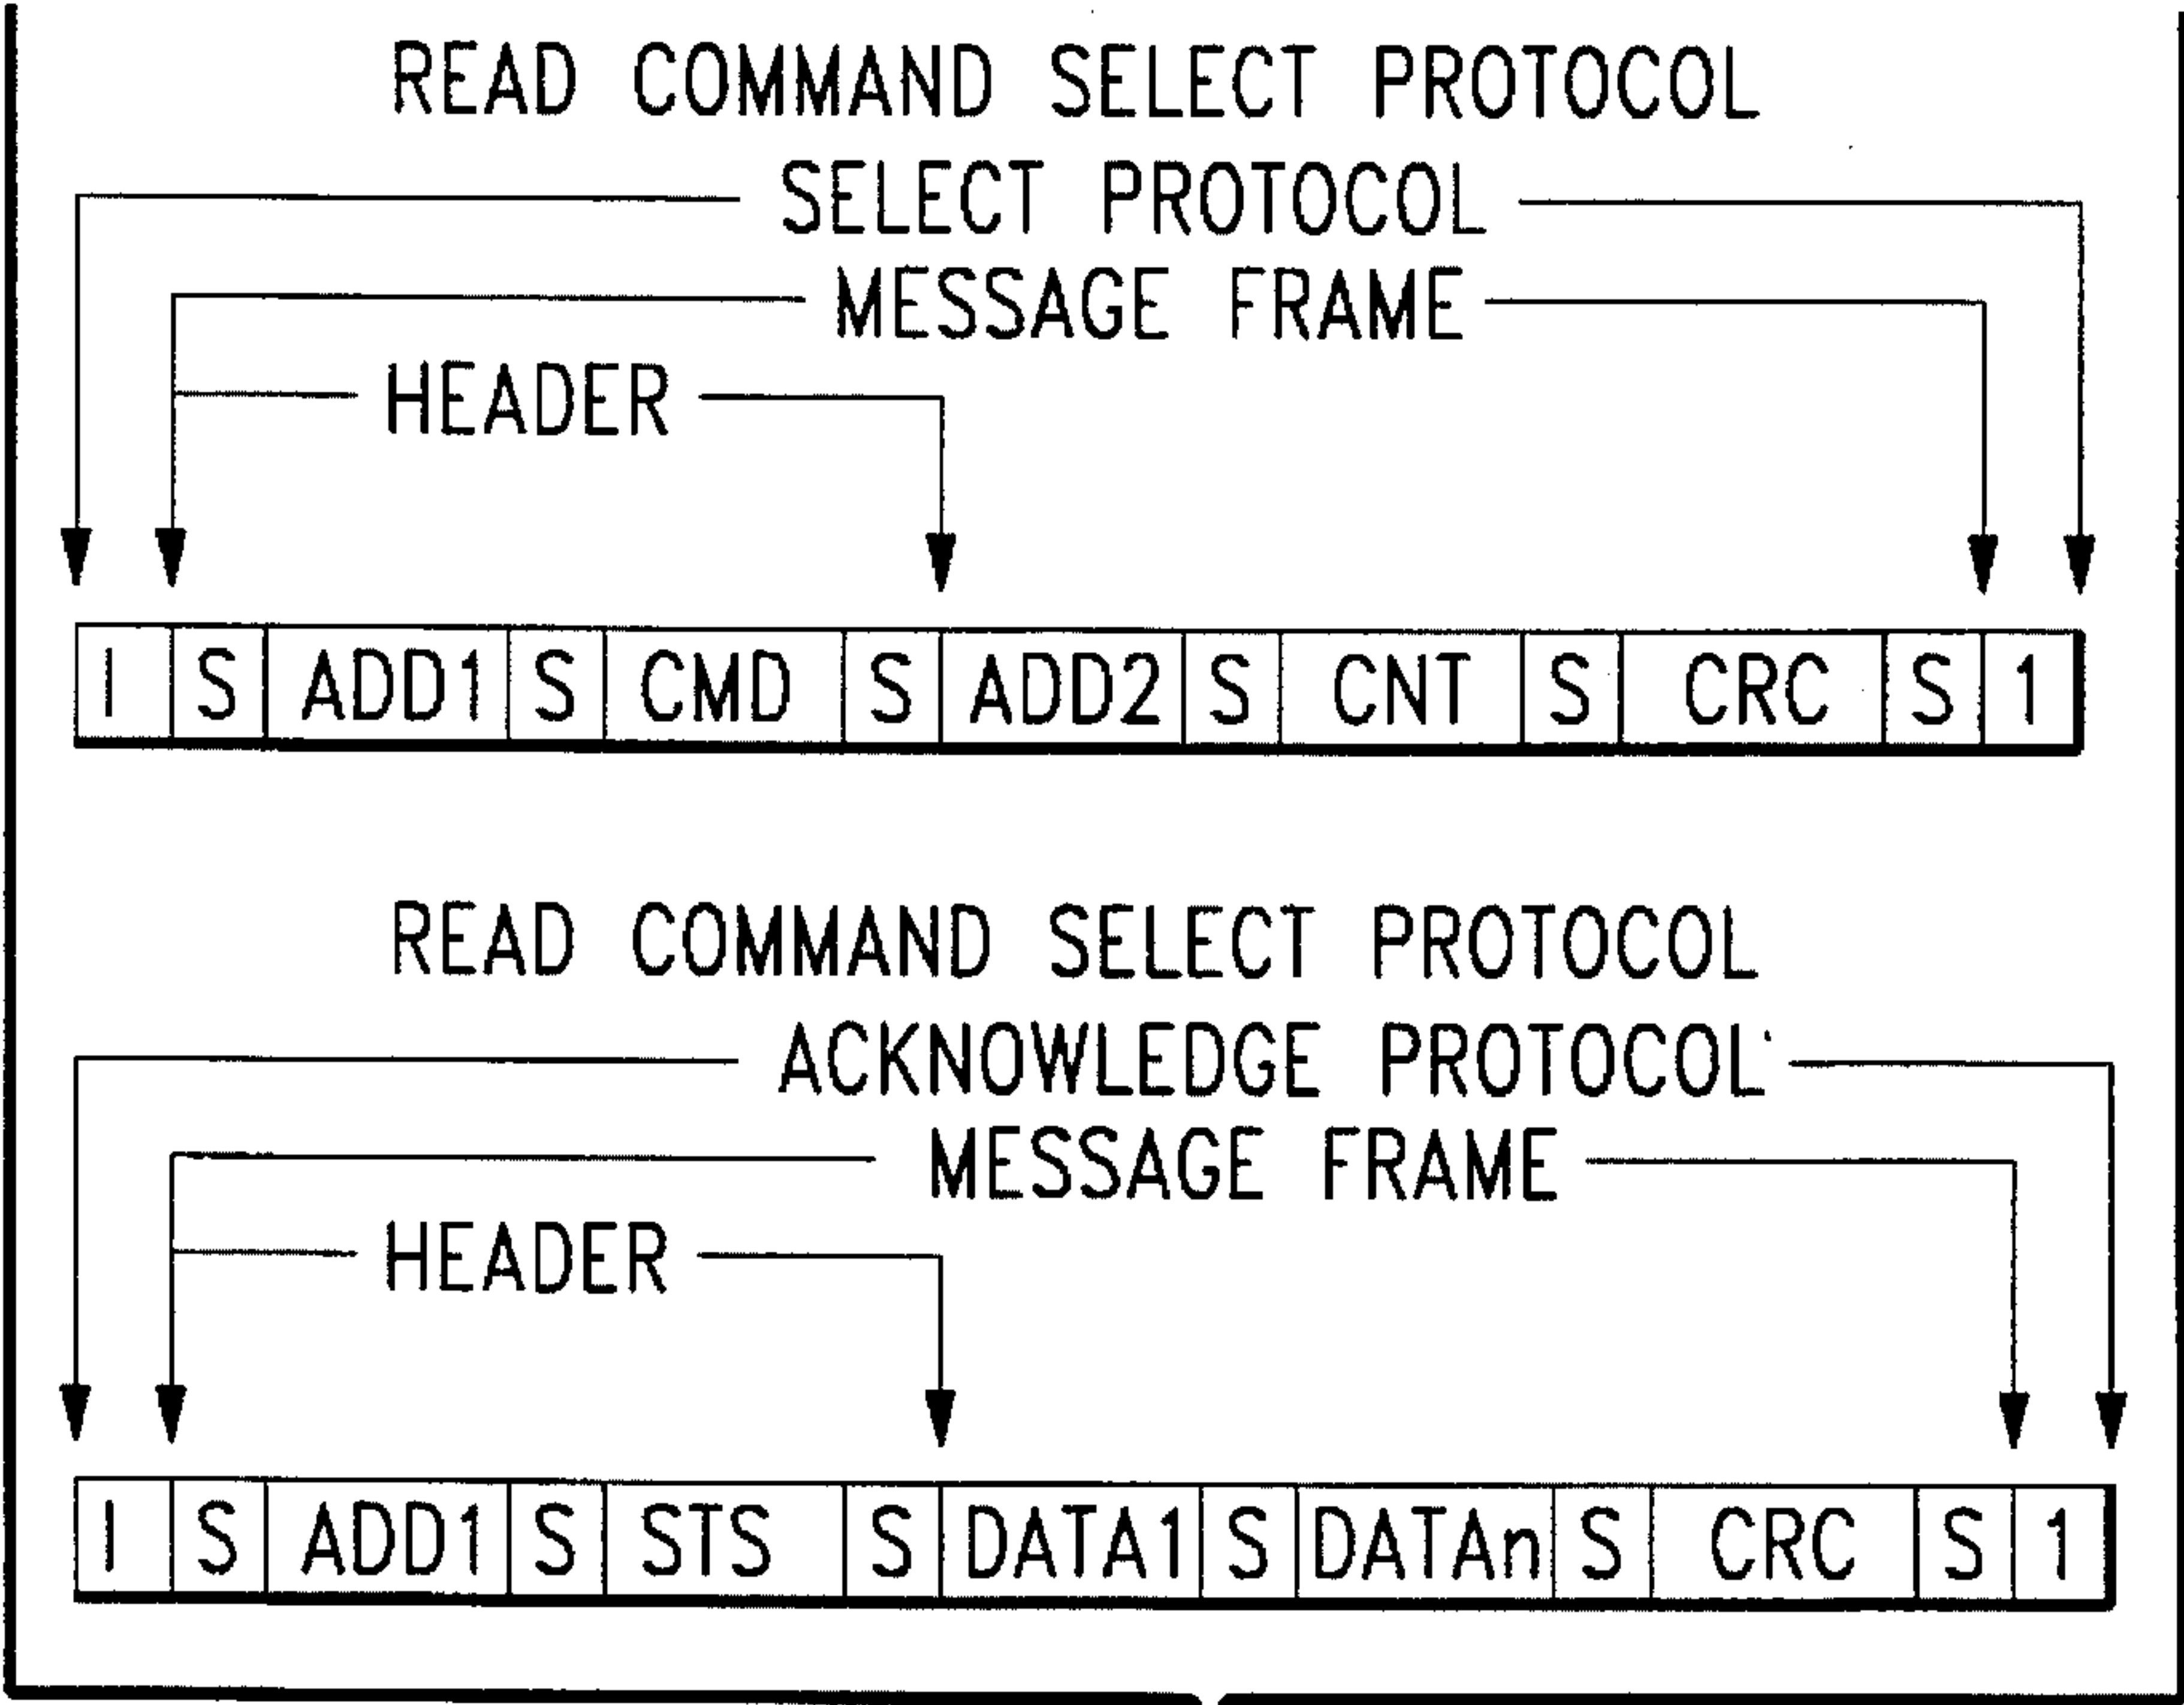 READ COMMAND SELECT PROTOCOL
SELECT PROTOCOL
MESSAGE FRAME
HEADER
I S ADD1 S CMD S ADD2 S CNT S CRC S 1
READ COMMAND SELECT PROTOCOL
ACKNOWLEDGE PROTOCOL
MESSAGE FRAME
HEADER
I S ADD1 S STS S DATA1 S DATAn S CRC S 1